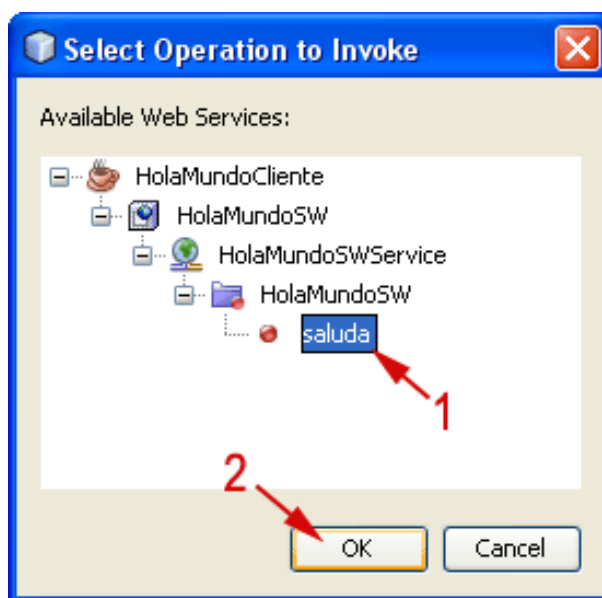 Select Operation to Invoke
Available Web Services:
HolaMundoCliente
HolaMundoSW
HolaMundoSWService
HolaMundoSW
saluda
1
2
OK
Cancel